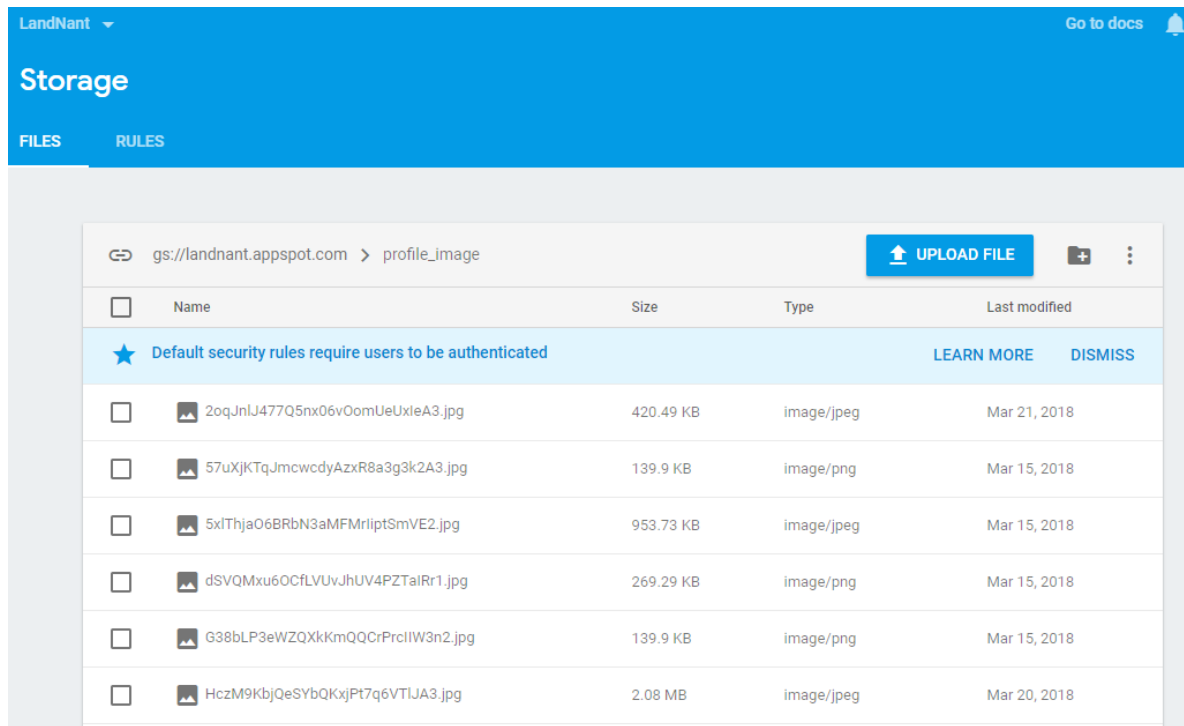 LandNant Go to docs
Storage
FILES RULES
gs://landnant.appspot.com > profile_image UPLOAD FILE
Name Size Type Last modified
Default security rules require users to be authenticated LEARN MORE DISMISS
2oqJnlJ477Q5nx06vOomUeUxIeA3.jpg 420.49 KB image/jpeg Mar 21, 2018
57uXjKTqJmcwcdyAzxR8a3g3k2A3.jpg 139.9 KB image/png Mar 15, 2018
5xlThjaO6BRbN3aMFMrIiptSmVE2.jpg 953.73 KB image/jpeg Mar 15, 2018
dSVQMxu6OCfLVUvJhUV4PZTaIRr1.jpg 269.29 KB image/png Mar 15, 2018
G38bLP3eWZQXkKmQQCrPrcIIW3n2.jpg 139.9 KB image/png Mar 15, 2018
HczM9KbjQeSYbQKxjPt7q6VTlJA3.jpg 2.08 MB image/jpeg Mar 20, 2018